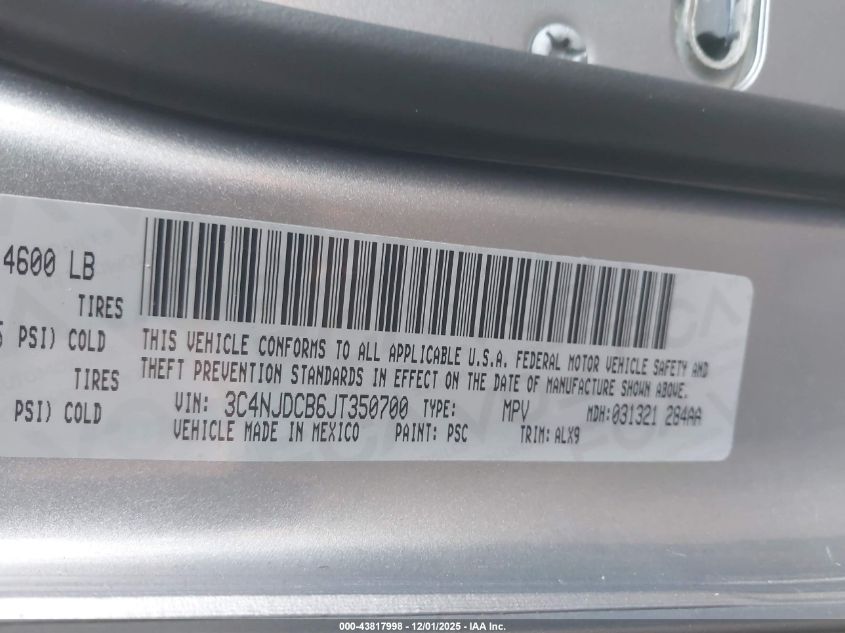 4600 LB
TIRES
PSI) COLD
TIRES
PSI) COLD
THIS VEHICLE CONFORMS TO ALL APPLICABLE U.S.A. FEDERAL MOTOR VEHICLE SAFETY AND
THEFT PREVENTION STANDARDS IN EFFECT ON THE DATE OF MANUFACTURE SHOWN ABOVE.
VIN: 3C4NJDCB6JT350700 TYPE: MPV MDH:031321 284AA
VEHICLE MADE IN MEXICO PAINT: PSC TRIM: ALX9
000-43817998 - 12/01/2025 - IAA Inc.